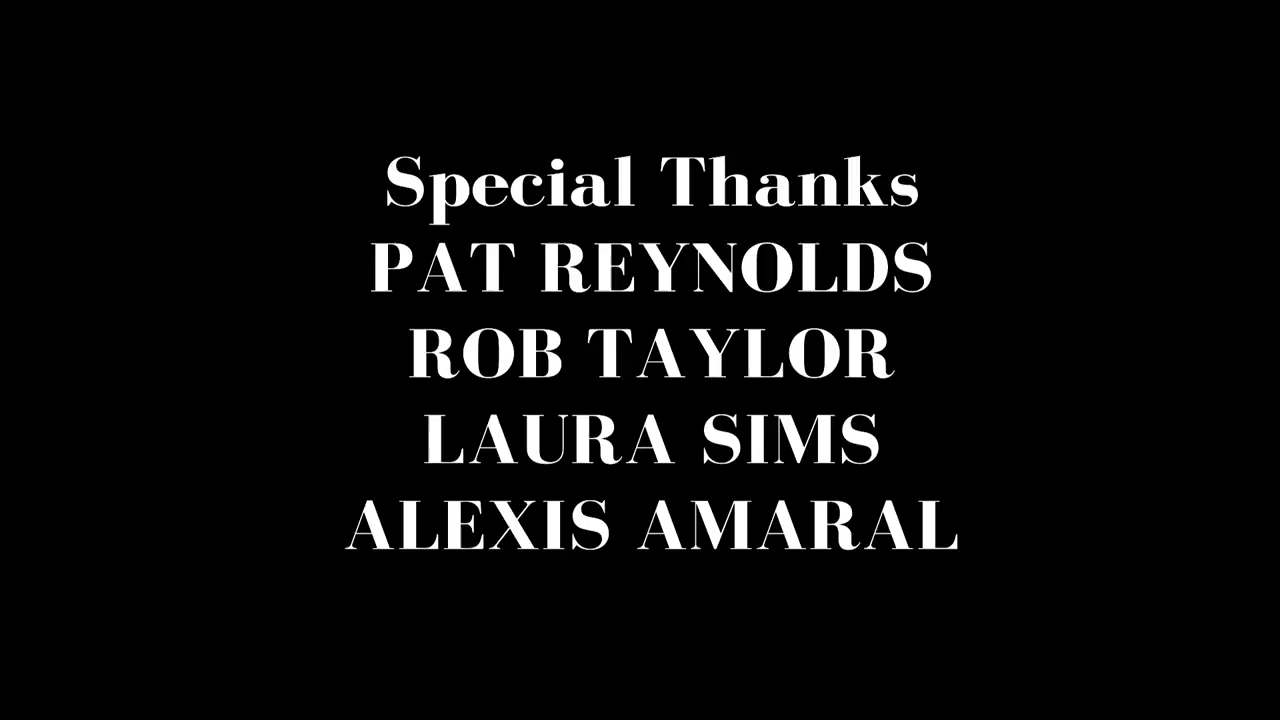 Special Thanks
PAT REYNOLDS
ROB TAYLOR
LAURA SIMS
ALEXIS AMARAL